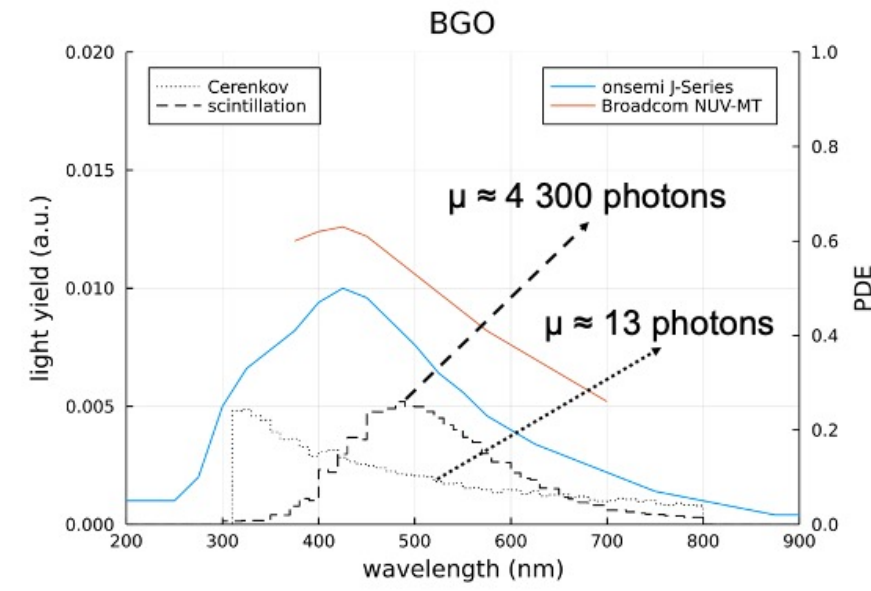 BGO
0.020
0.015
0.010
0.005
0.000
light yield (a.u.)
Cerenkov
scintillation
onsemi J-Series
Broadcom NUV-MT
μ ≈ 4 300 photons
μ ≈ 13 photons
1.0
0.8
0.6
0.4
0.2
0.0
PDE
200 300 400 500 600 700 800 900
wavelength (nm)